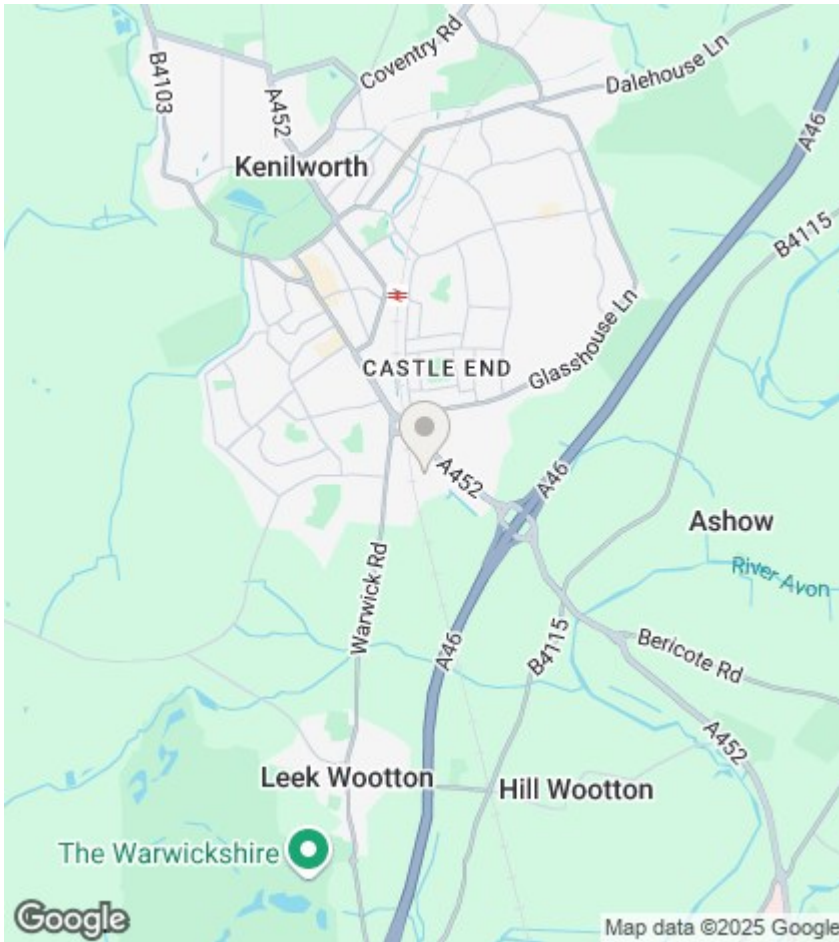 Coventry Rd
Dalehouse Ln
B4103
A452
A46
Kenilworth
B4115
Glasshouse Ln
CASTLE END
A452
A46
Ashow
River Avon
Warwick Rd
A46
B4115
Bericote Rd
A452
Leek Wootton
Hill Wootton
The Warwickshire
Google
Map data ©2025 Google